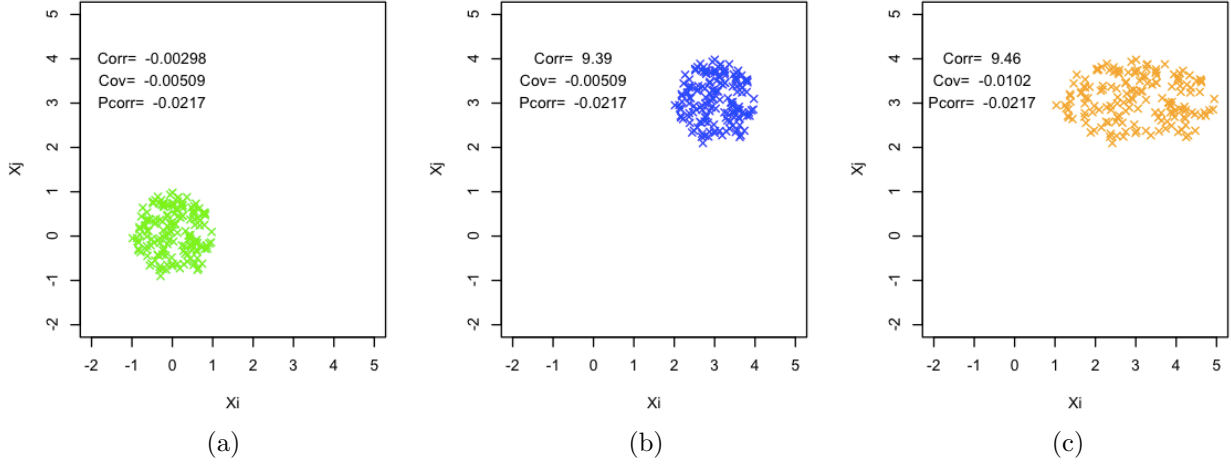 5
4
3
2
1
0
-1
-2
Xj
Corr= -0.00298
Cov= -0.00509
Pcorr= -0.0217
-2 -1 0 1 2 3 4 5
Xi
(a)
5
4
3
2
1
0
-1
-2
Xj
Corr= 9.39
Cov= -0.00509
Pcorr= -0.0217
-2 -1 0 1 2 3 4 5
Xi
(b)
5
4
3
2
1
0
-1
-2
Xj
Corr= 9.46
Cov= -0.0102
Pcorr= -0.0217
-2 -1 0 1 2 3 4 5
Xi
(c)